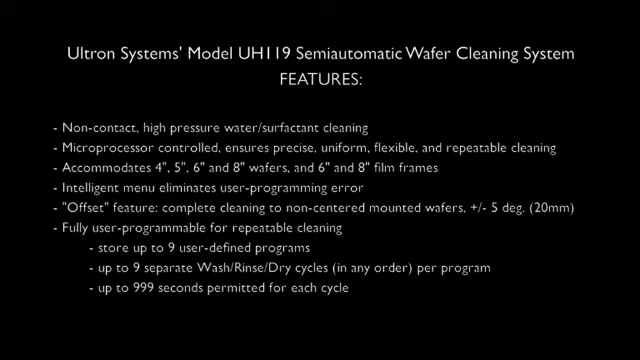 Ultron Systems' Model UH119 Semiautomatic Wafer Cleaning System
FEATURES:
- Non-contact, high pressure water/surfactant cleaning
- Microprocessor controlled, ensures precise, uniform, flexible, and repeatable cleaning
- Accommodates 4", 5", 6" and 8" wafers, and 6" and 8" film frames
- Intelligent menu eliminates user-programming error
- "Offset" feature: complete cleaning to non-centered mounted wafers, +/- 5 deg. (20mm)
- Fully user-programmable for repeatable cleaning
- store up to 9 user-defined programs
- up to 9 separate Wash/Rinse/Dry cycles (in any order) per program
- up to 999 seconds permitted for each cycle